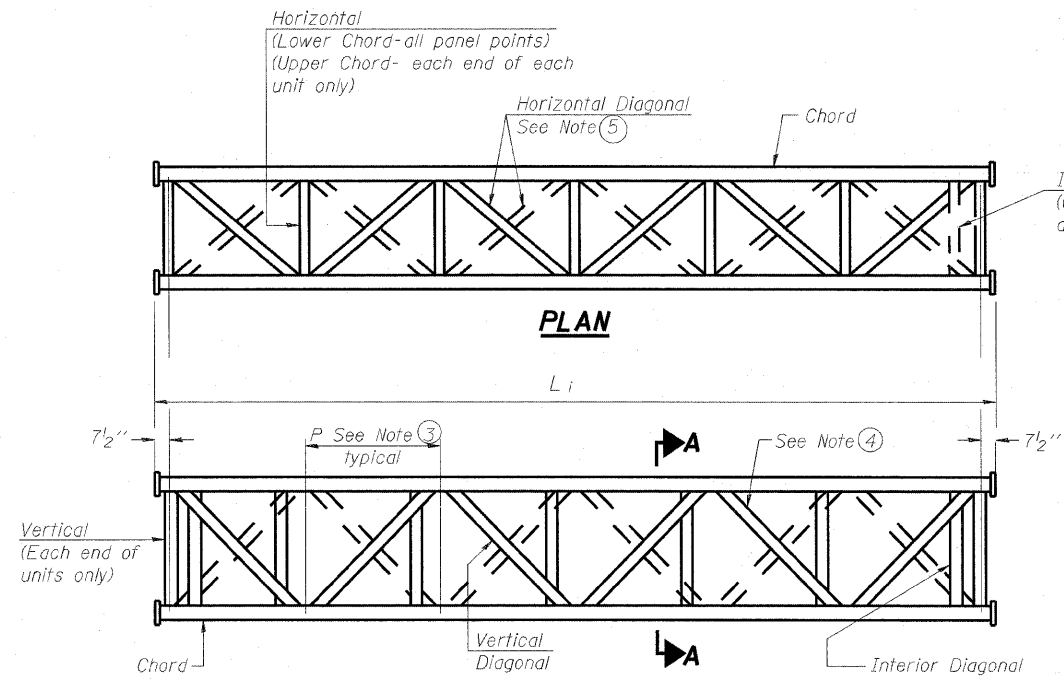 Horizontal
(Lower Chord-all panel points)
(Upper Chord- each end of each
unit only)
Horizontal Diagonal
See Note 5
Chord
PLAN
L i
7½"
P See Note 3
typical
A
See Note 4
7½"
Vertical
(Each end of
units only)
Chord
Vertical
Diagonal
A
Interior Diagonal